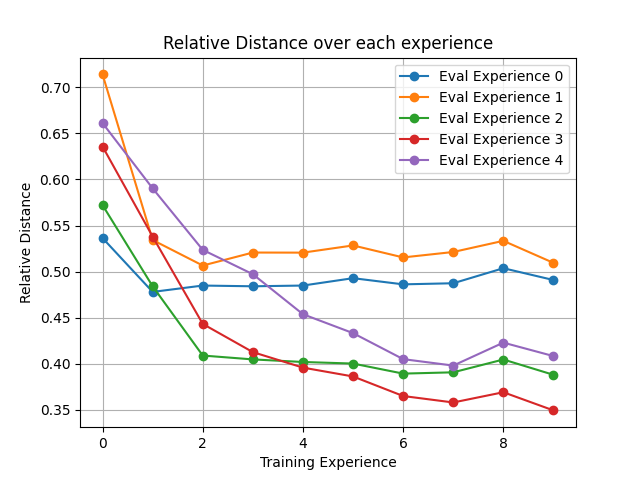 Relative Distance over each experience
Eval Experience 0
Eval Experience 1
Eval Experience 2
Eval Experience 3
Eval Experience 4
Relative Distance
0.70
0.65
0.60
0.55
0.50
0.45
0.40
0.35
0 2 4 6 8
Training Experience